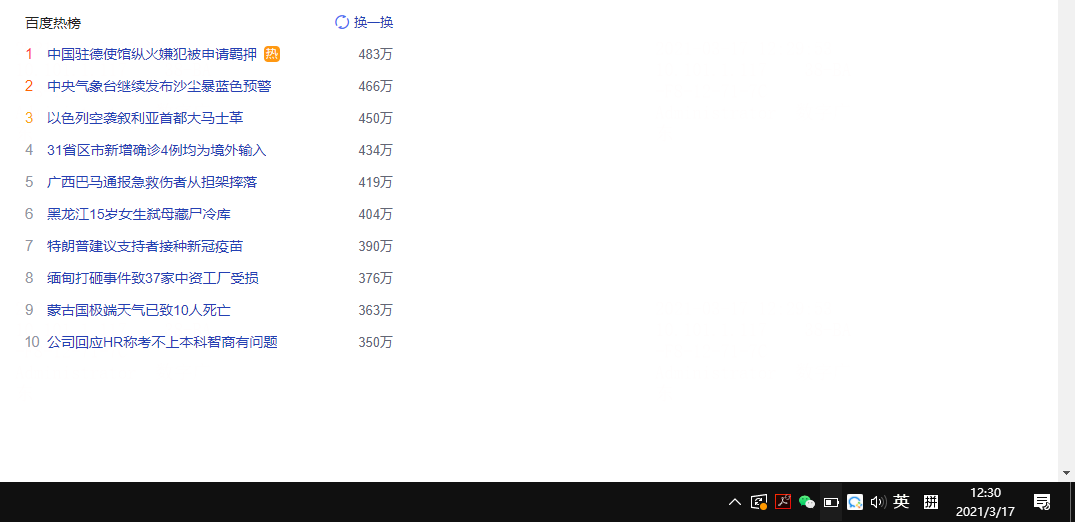 百度热榜 换一换
1 中国驻德使馆纵火嫌犯被申请羁押 热 483万
2 中央气象台继续发布沙尘暴蓝色预警 466万
3 以色列空袭叙利亚首都大马士革 450万
4 31省区市新增确诊4例均为境外输入 434万
5 广西巴马通报急救伤者从担架摔落 419万
6 黑龙江15岁女生弑母藏尸冷库 404万
7 特朗普建议支持者接种新冠疫苗 390万
8 缅甸打砸事件致37家中资工厂受损 376万
9 蒙古国极端天气已致10人死亡 363万
10 公司回应HR称考不上本科智商有问题 350万
英 拼 12:30
2021/3/17